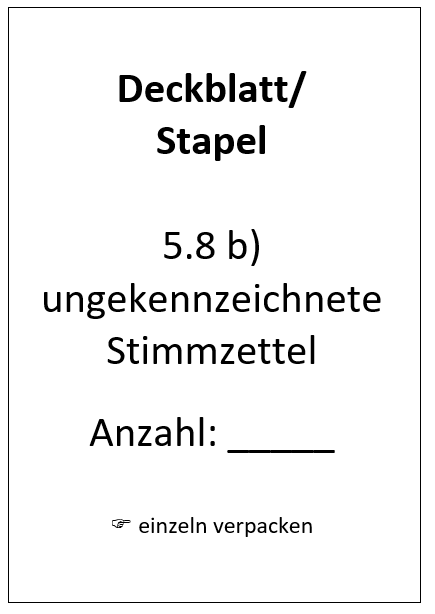 Deckblatt/
Stapel
5.8 b)
ungekennzeichnete
Stimmzettel
Anzahl: _____
☞ einzeln verpacken